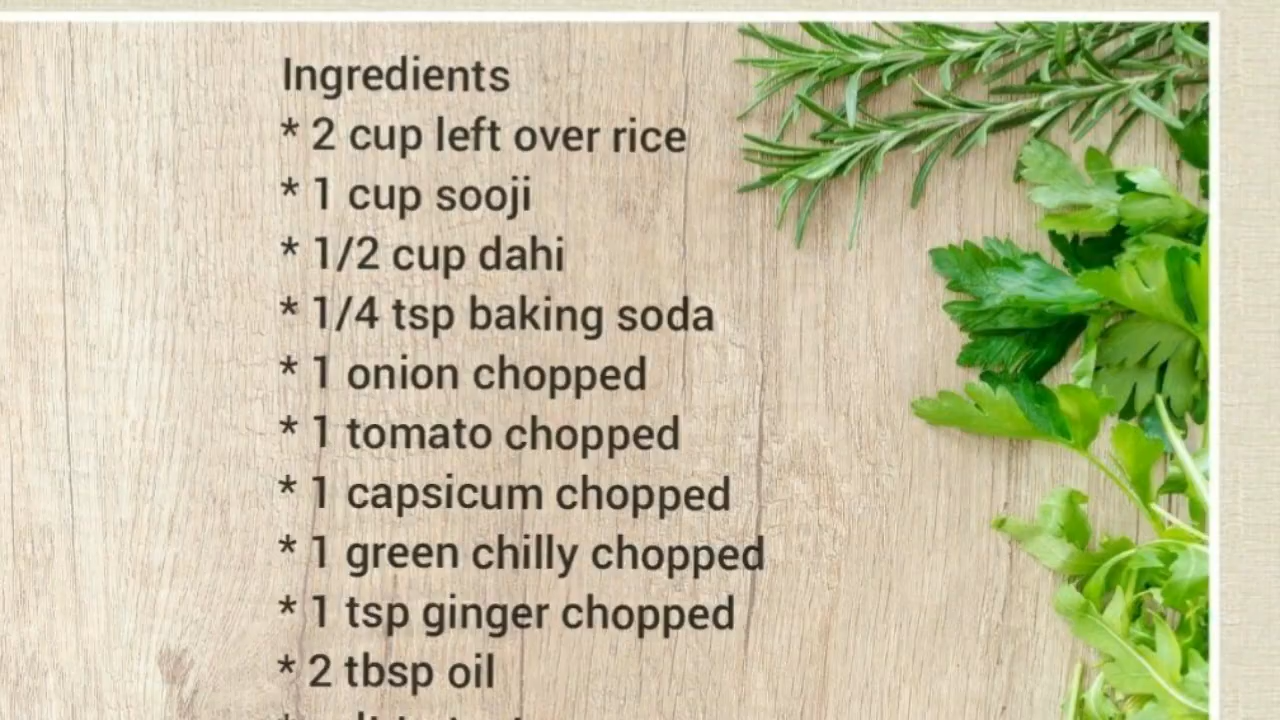 Ingredients
* 2 cup left over rice
* 1 cup sooji
* 1/2 cup dahi
* 1/4 tsp baking soda
* 1 onion chopped
* 1 tomato chopped
* 1 capsicum chopped
* 1 green chilly chopped
* 1 tsp ginger chopped
* 2 tbsp oil